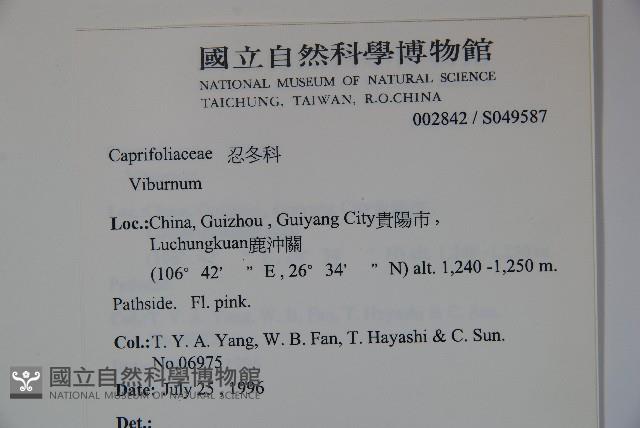 國立自然科學博物館
NATIONAL MUSEUM OF NATURAL SCIENCE
TAICHUNG, TAIWAN, R.O.CHINA
002842 / S049587
Caprifoliaceae 忍冬科
Viburnum
Loc.:China, Guizhou , Guiyang City貴陽市 ,
Luchungkuan鹿沖關
(106° 42' " E , 26° 34' " N) alt. 1,240 -1,250 m.
Pathside. Fl. pink.
Col.:T. Y. A. Yang, W. B. Fan, T. Hayashi & C. Sun.
No.06975
Date: July 25 , 1996
Det.:
國立自然科學博物館
NATIONAL MUSEUM OF NATURAL SCIENCE